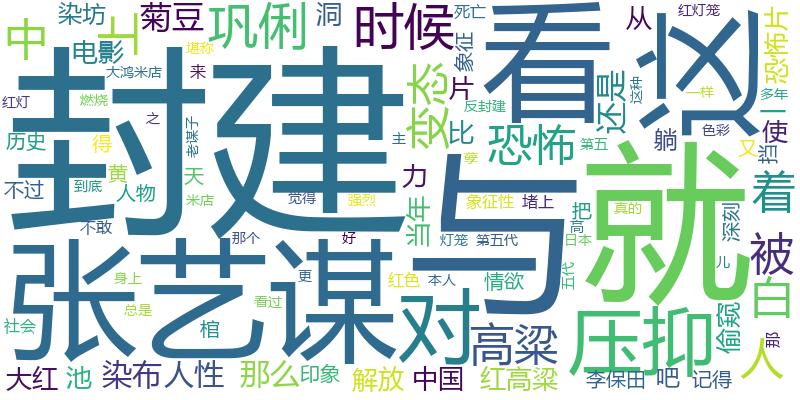 染坊 菊豆 巩俐 洞 时候 死亡 从 红灯笼 恐怖片
中 上 电影 象征 看 这
堪称 大鸿米店 来 变态 片 还是 一样 多年
红灯 燃烧 之 老谋子 封建 反封建 这种 一
历史 得 主 比 恐怖 第五 躺 色彩 使
黄 天 力 孽 又 挡
不过 到底 人物 米店 觉得 强烈 与 象征性 堵上 就 着
不敢 那个 好 当年 灯笼 第五代 把 高 真的 日本 深刻 被
张艺谋 身上 更 红色 本人 情欲 五代 儿
社会 总是 棺 看过 对 高粱 压抑 偷窥 白 那
大红 池 染布 人性 那么 印象 解放 中国 红高粱 李保田 吧 记得 人